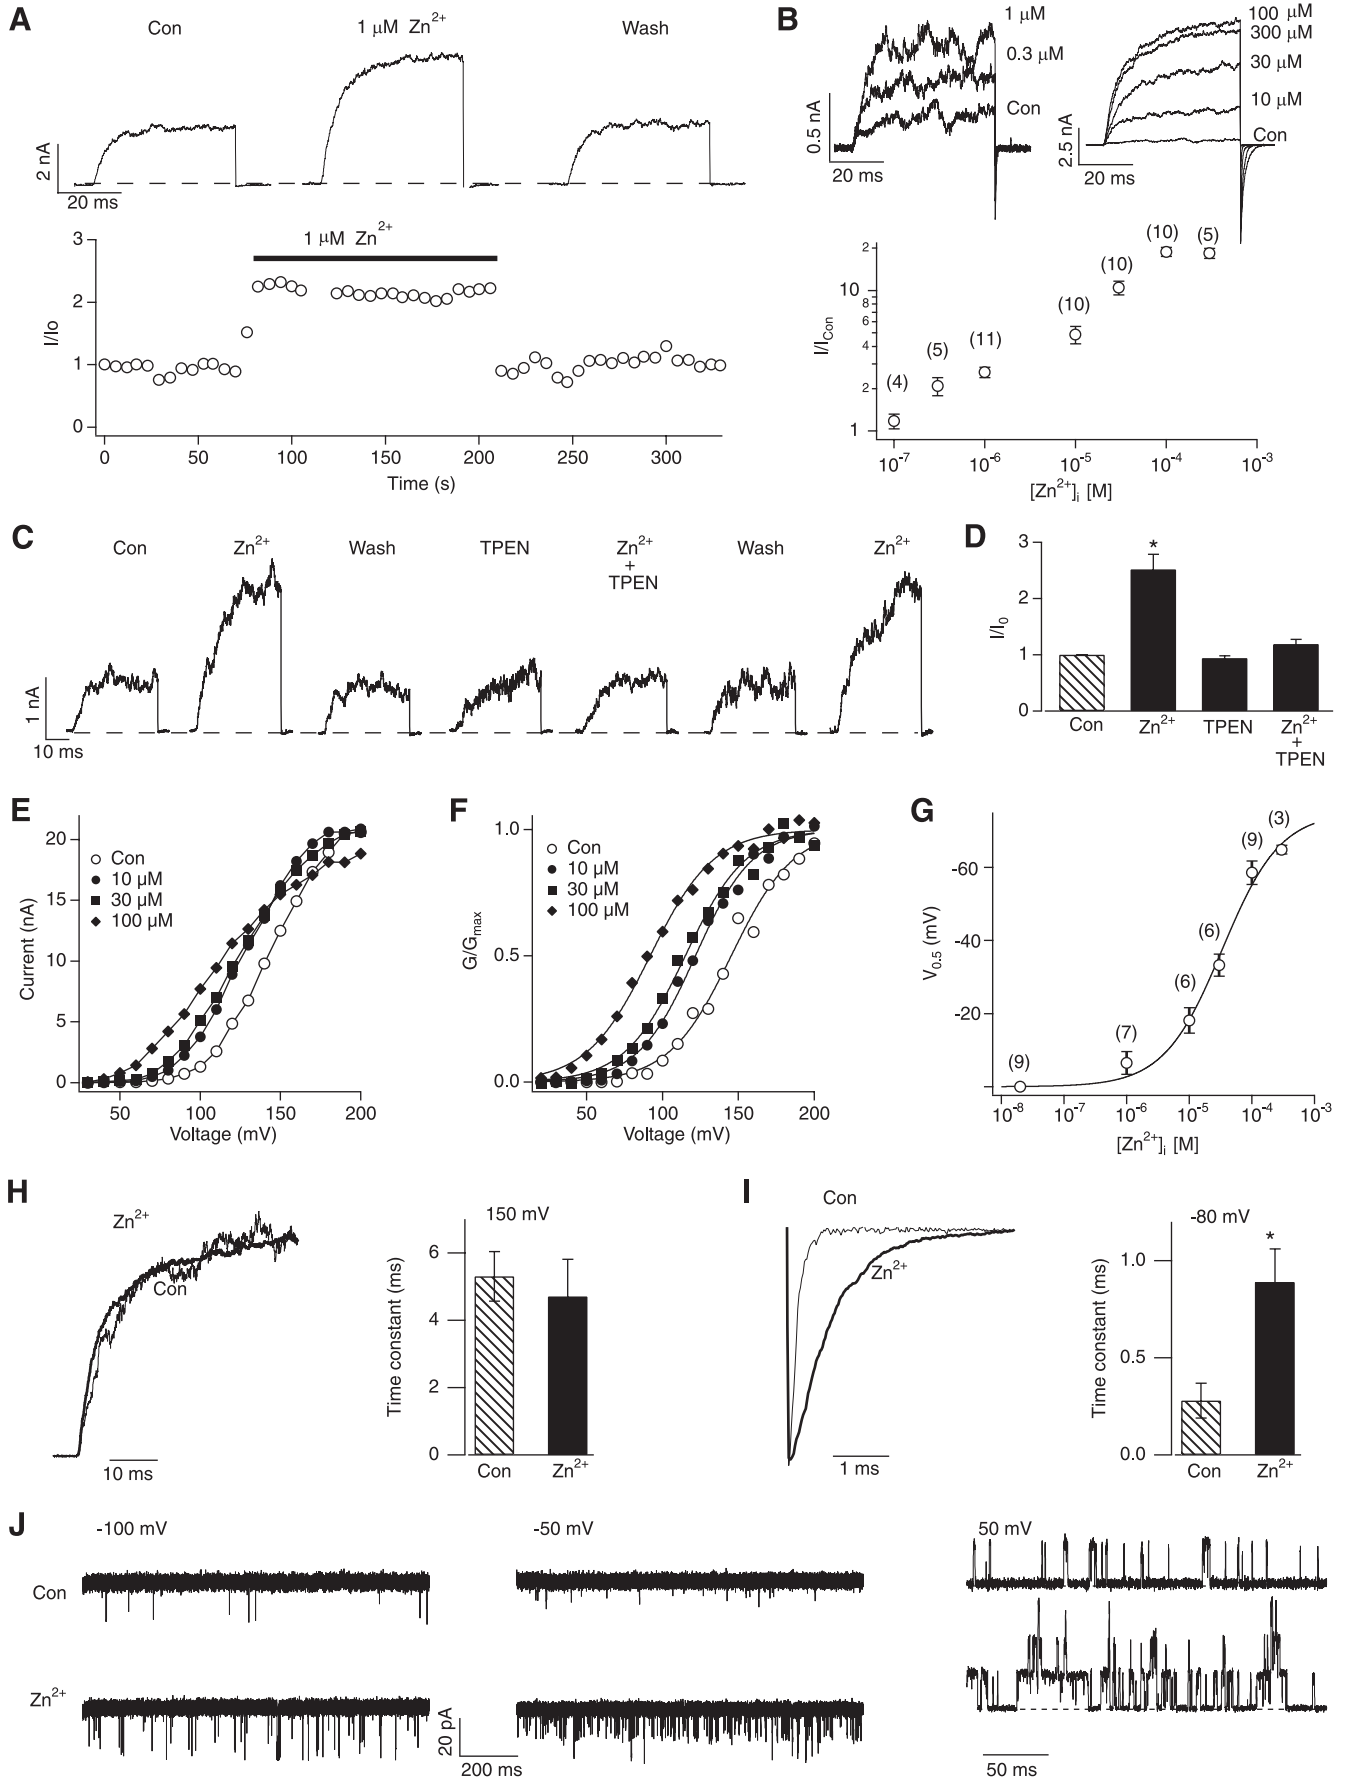 A
Con
1 μM Zn2+
Wash
2 nA
20 ms
1 μM Zn2+
3
2
1
0
I/Io
0
50
100
150
200
250
300
Time (s)
B
1 μM
0.3 μM
Con
0.5 nA
20 ms
100 μM
300 μM
30 μM
10 μM
Con
2.5 nA
20 ms
2
10
8
6
4
2
1
I/ICon
(4)
(5)
(11)
(10)
(10)
(10)
(5)
10-7
10-6
10-5
10-4
10-3
[Zn2+]i [M]
C
Con
Zn2+
Wash
TPEN
Zn2+
+
TPEN
Wash
Zn2+
1 nA
10 ms
D
3
2
1
0
I/I0
*
Con
Zn2+
TPEN
Zn2+
+
TPEN
E
20
15
10
5
0
Current (nA)
Con
10 μM
30 μM
100 μM
50
100
150
200
Voltage (mV)
F
1.0
0.5
0.0
G/Gmax
Con
10 μM
30 μM
100 μM
50
100
150
200
Voltage (mV)
G
-60
-40
-20
V0.5 (mV)
(9)
(7)
(6)
(6)
(9)
(3)
10-8
10-7
10-6
10-5
10-4
10-3
[Zn2+]i [M]
H
Zn2+
Con
10 ms
150 mV
6
4
2
0
Time constant (ms)
Con
Zn2+
I
Con
Zn2+
1 ms
-80 mV
*
1.0
0.5
0.0
Time constant (ms)
Con
Zn2+
J
-100 mV
-50 mV
50 mV
Con
Zn2+
20 pA
200 ms
50 ms